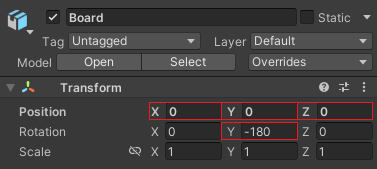 Board Static
Tag Untagged Layer Default
Model Open Select Overrides
Transform
Position X 0 Y 0 Z 0
Rotation X 0 Y -180 Z 0
Scale X 1 Y 1 Z 1